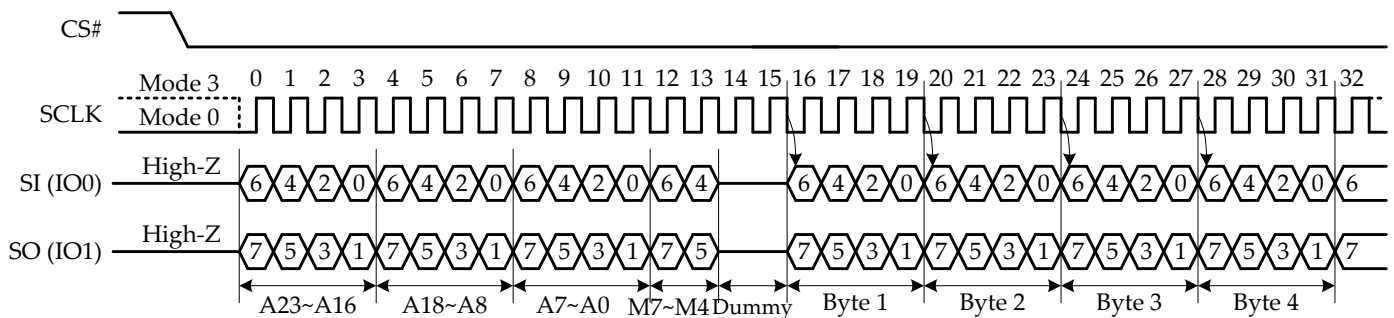 CS#
Mode 3 0 1 2 3 4 5 6 7 8 9 10 11 12 13 14 15 16 17 18 19 20 21 22 23 24 25 26 27 28 29 30 31 32
SCLK Mode 0
SI (IO0) High-Z 6 4 2 0 6 4 2 0 6 4 2 0 6 4 6 4 2 0 6 4 2 0 6 4 2 0 6 4 2 0 6
SO (IO1) High-Z 7 5 3 1 7 5 3 1 7 5 3 1 7 5 7 5 3 1 7 5 3 1 7 5 3 1 7 5 3 1 7
A23~A16 A18~A8 A7~A0 M7~M4 Dummy Byte 1 Byte 2 Byte 3 Byte 4